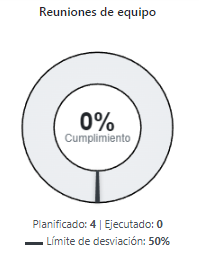 Reuniones de equipo
0%
Cumplimiento
Planificado: 4 | Ejecutado: 0
Límite de desviación: 50%